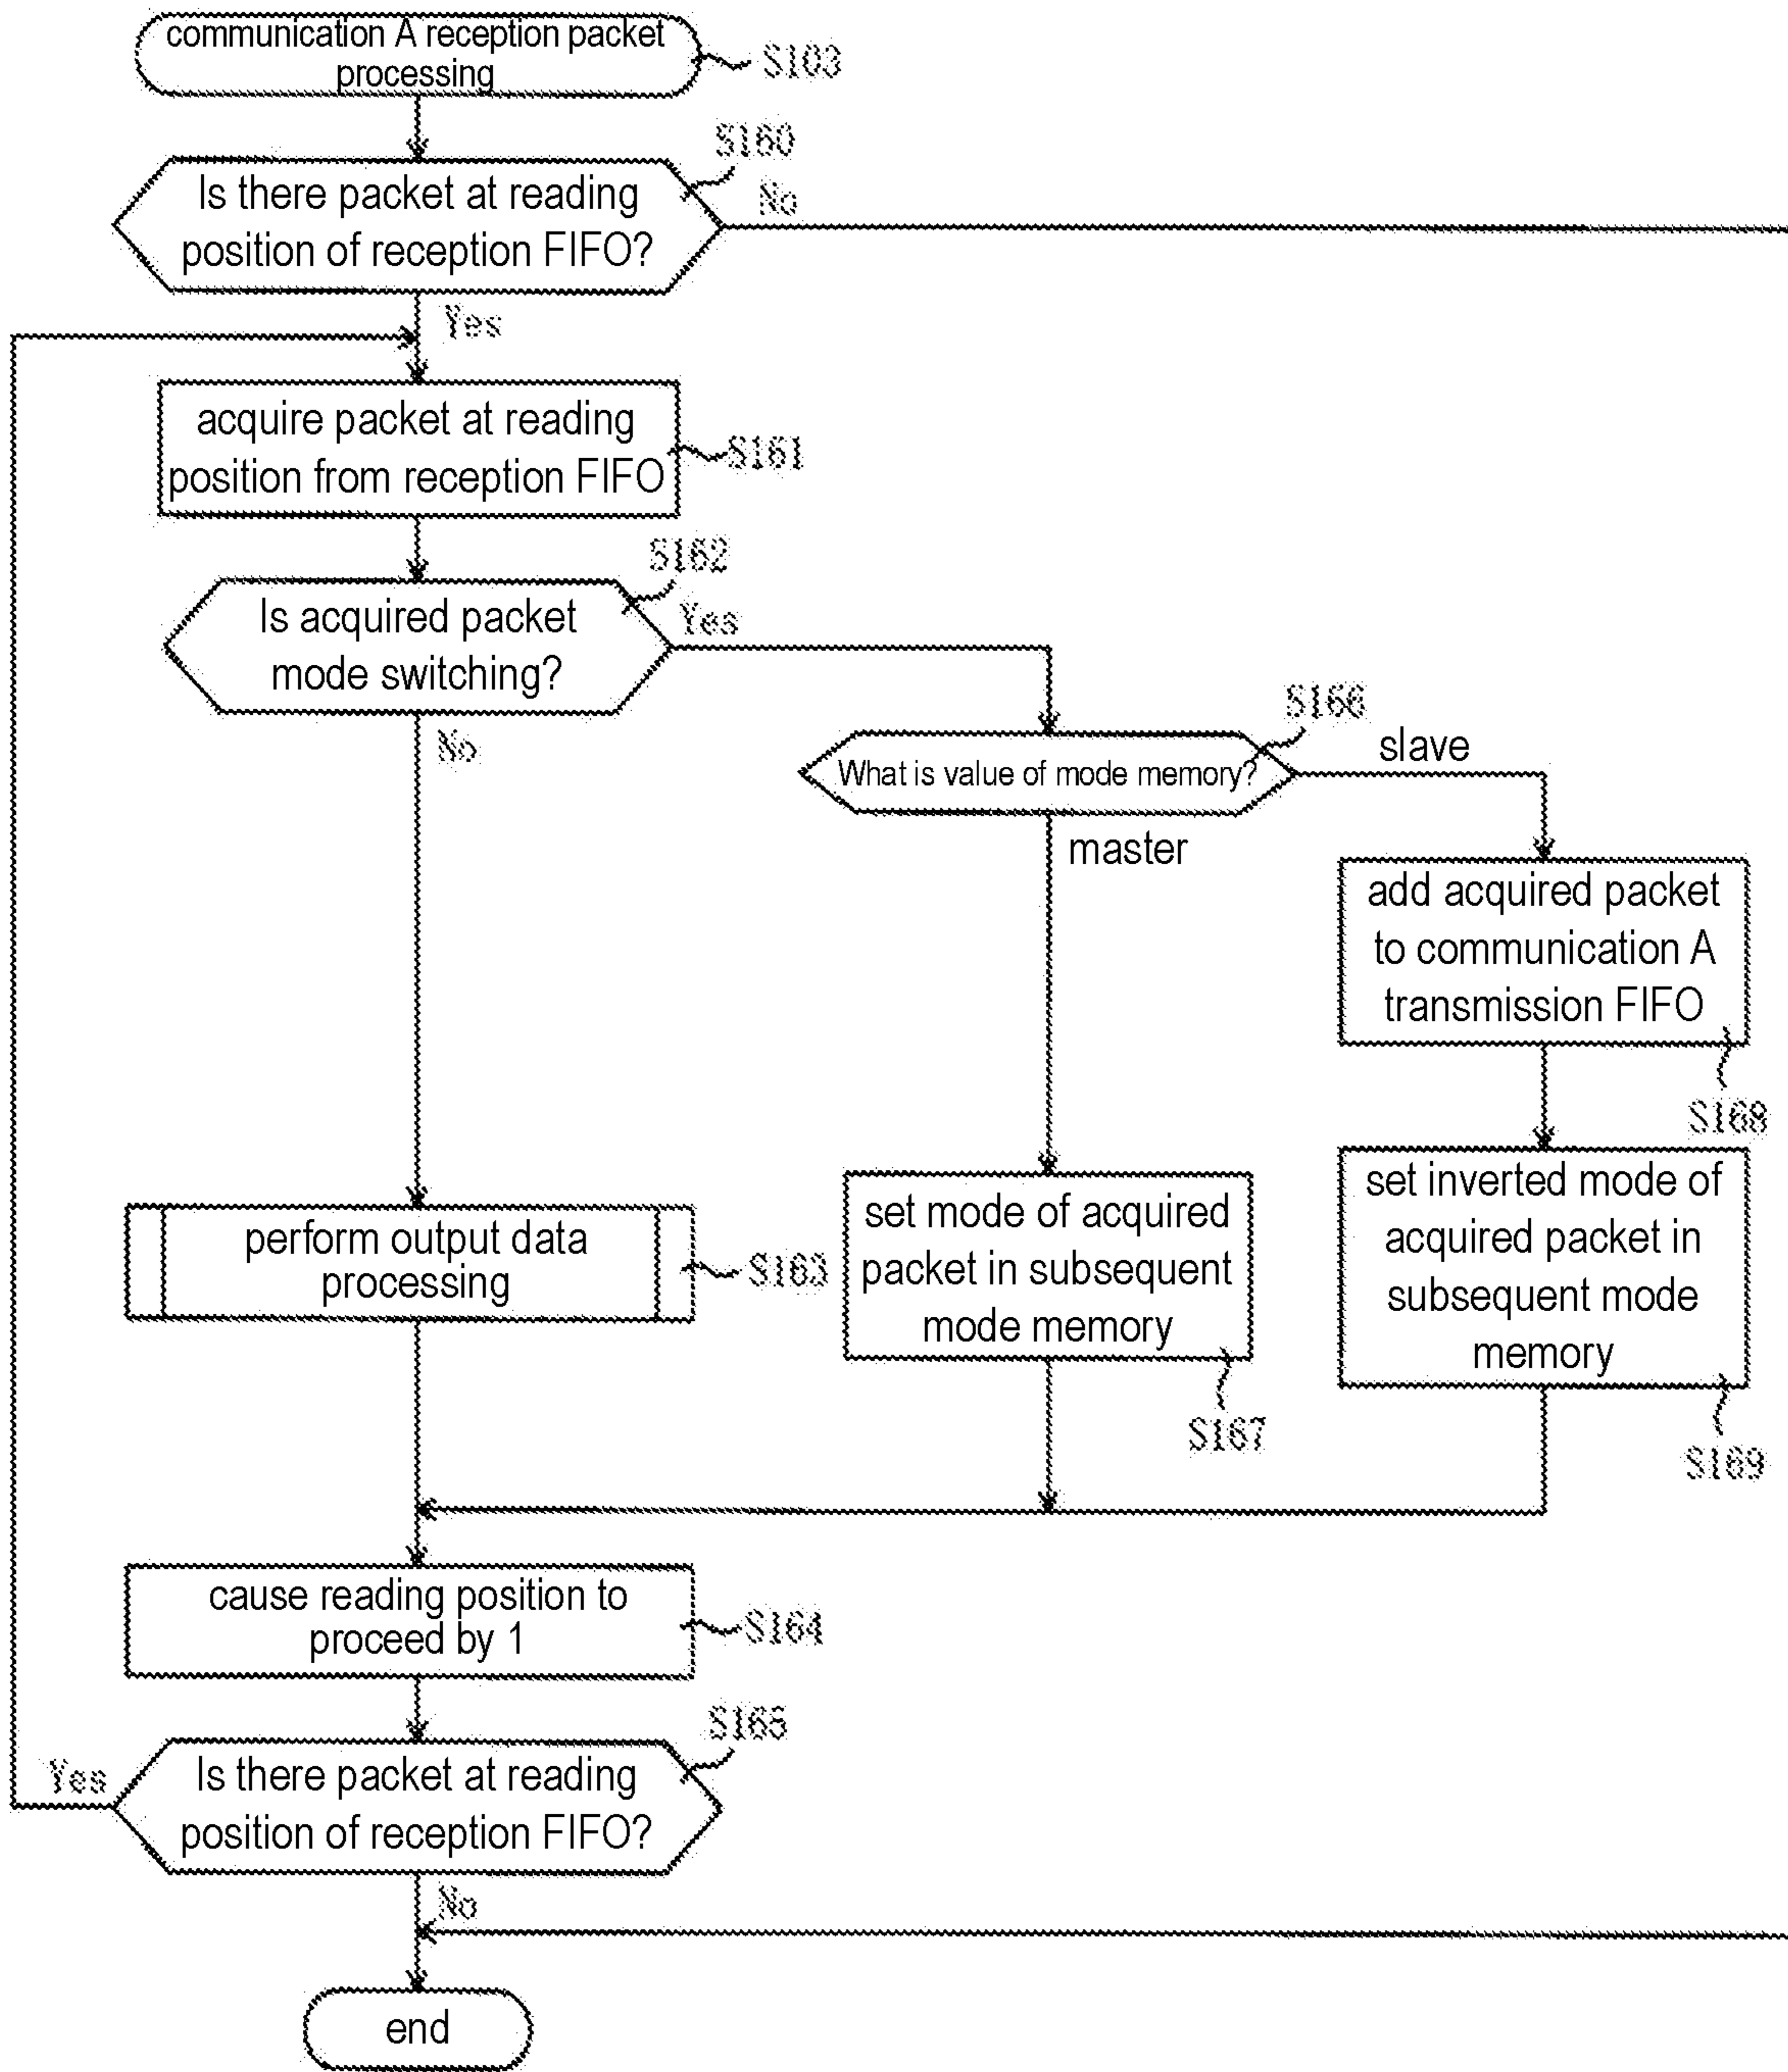 communication A reception packet
processing
S103
S160
Is there packet at reading
position of reception FIFO?
No
Yes
acquire packet at reading
position from reception FIFO
S161
S162
Is acquired packet
mode switching?
Yes
No
S166
What is value of mode memory?
slave
master
add acquired packet
to communication A
transmission FIFO
S168
perform output data
processing
S163
set mode of acquired
packet in subsequent
mode memory
S167
set inverted mode of
acquired packet in
subsequent mode
memory
S169
cause reading position to
proceed by 1
S164
S165
Is there packet at reading
position of reception FIFO?
Yes
No
end